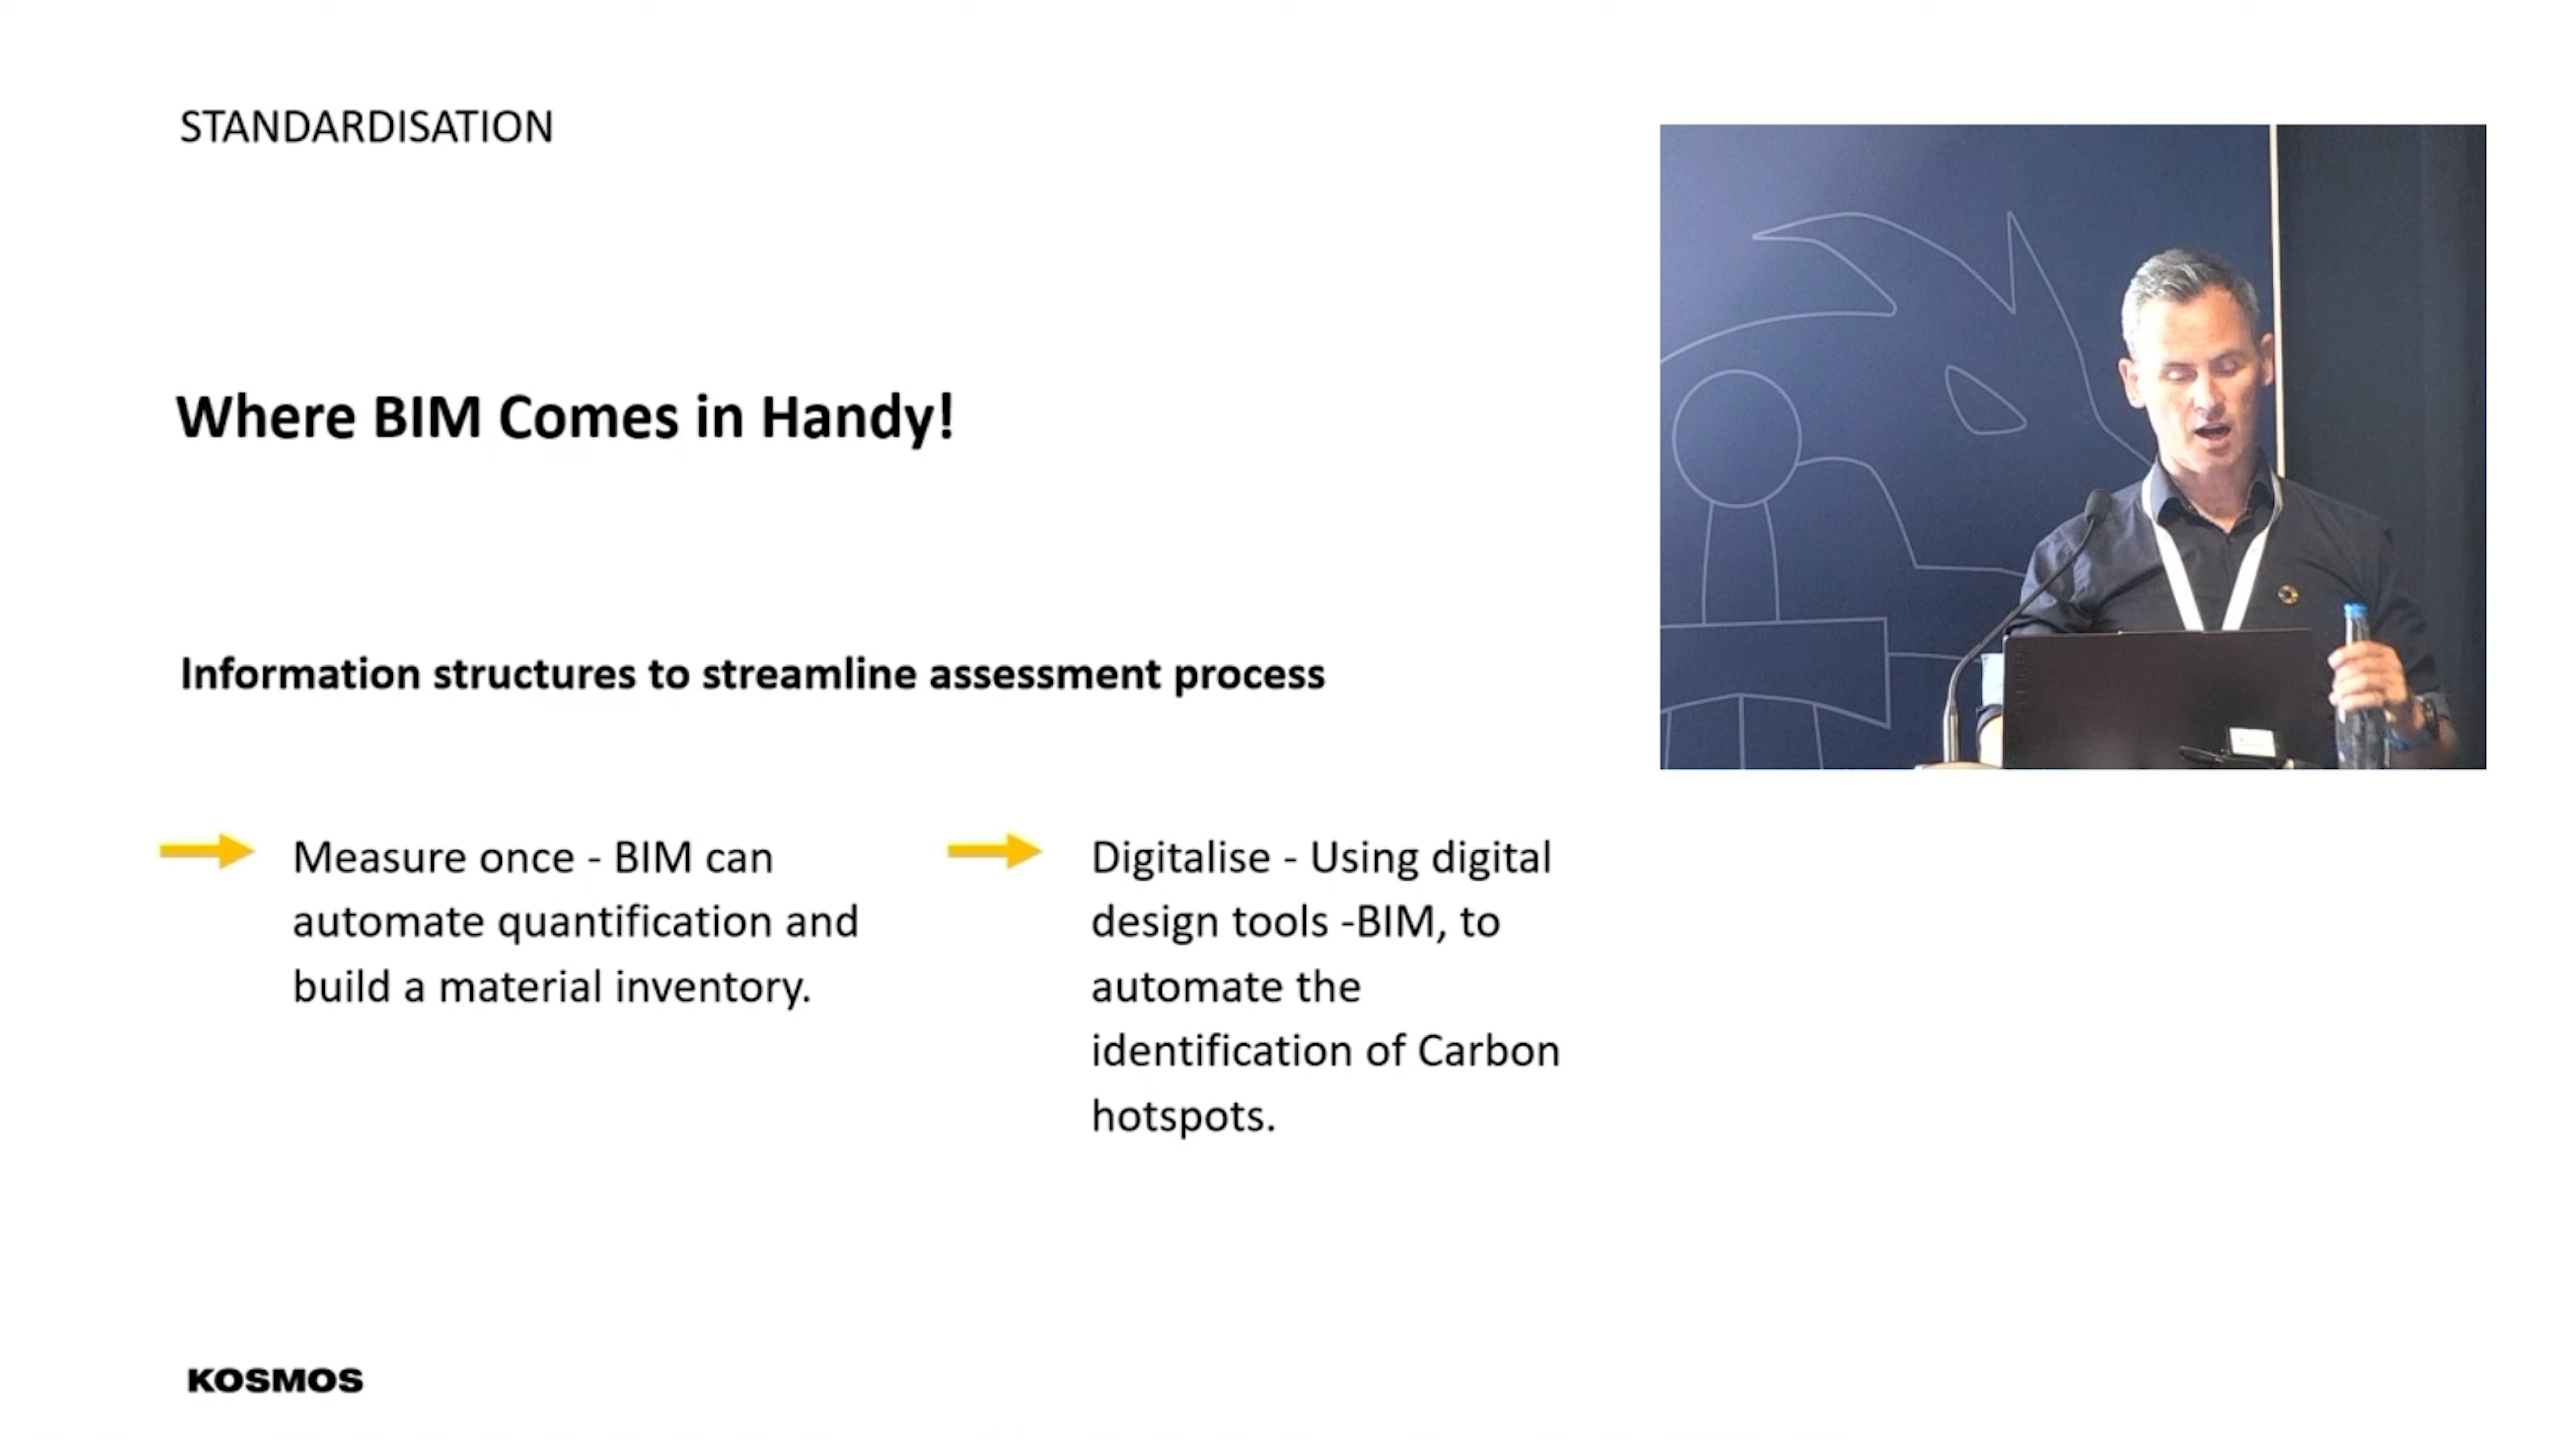 STANDARDISATION
Where BIM Comes in Handy!
Information structures to streamline assessment process
Measure once - BIM can
automate quantification and
build a material inventory.
Digitalise - Using digital
design tools -BIM, to
automate the
identification of Carbon
hotspots.
KOSMOS